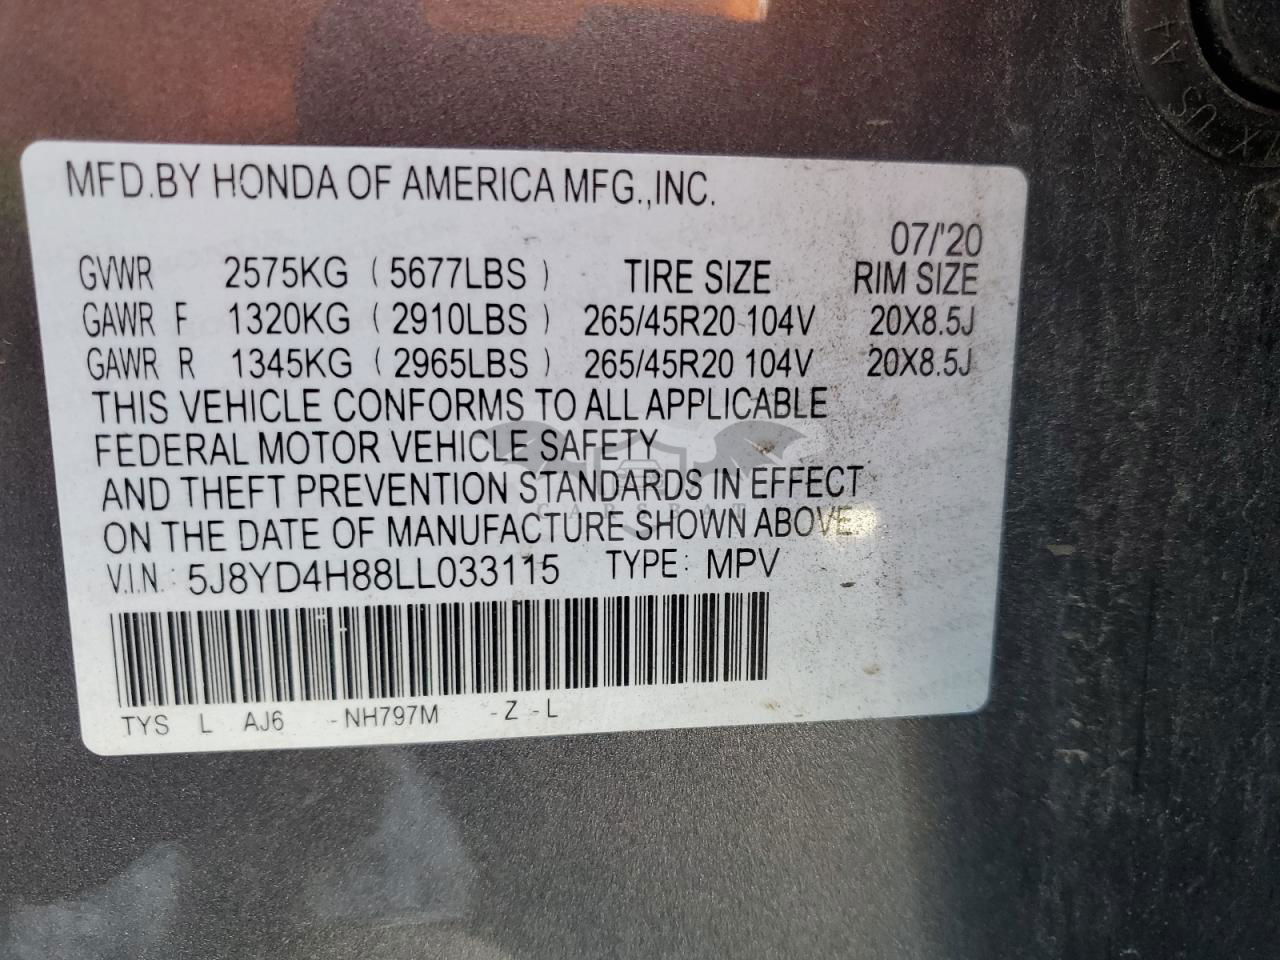 MFD.BY HONDA OF AMERICA MFG.,INC.
07/'20
GVWR 2575KG ( 5677LBS ) TIRE SIZE RIM SIZE
GAWR F 1320KG ( 2910LBS ) 265/45R20 104V 20X8.5J
GAWR R 1345KG ( 2965LBS ) 265/45R20 104V 20X8.5J
THIS VEHICLE CONFORMS TO ALL APPLICABLE
FEDERAL MOTOR VEHICLE SAFETY
AND THEFT PREVENTION STANDARDS IN EFFECT
CARSBAT
ON THE DATE OF MANUFACTURE SHOWN ABOVE.
V.I.N: 5J8YD4H88LL033115 TYPE: MPV
TYS L AJ6 -NH797M -Z -L